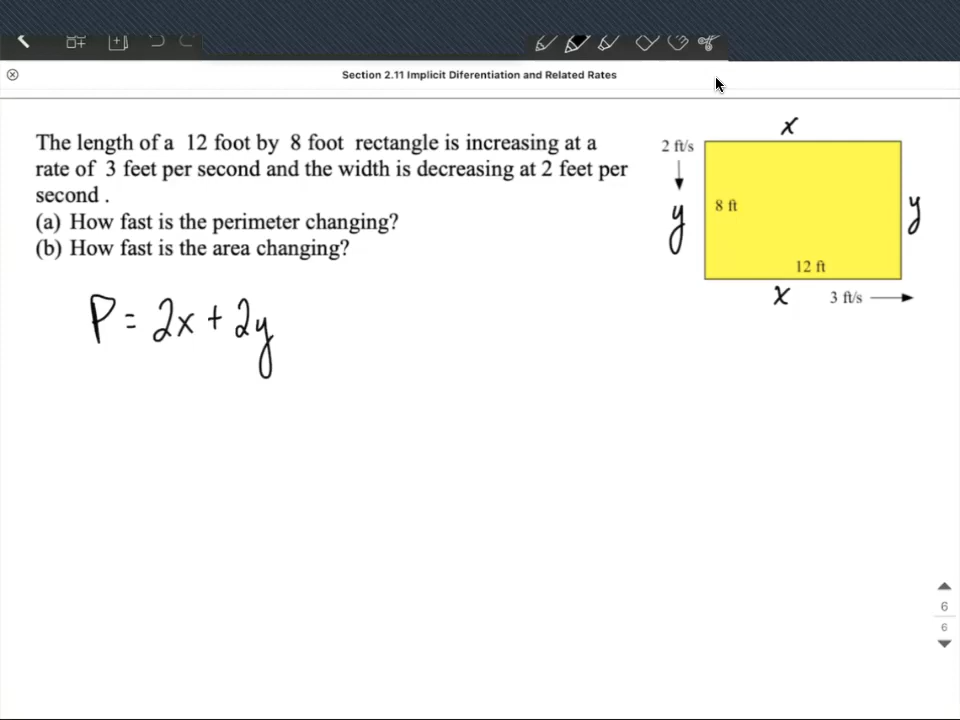 Section 2.11 Implicit Diferentiation and Related Rates
The length of a 12 foot by 8 foot rectangle is increasing at a
rate of 3 feet per second and the width is decreasing at 2 feet per
second .
(a) How fast is the perimeter changing?
(b) How fast is the area changing?
P = 2x + 2y
x
2 ft/s
y
8 ft
y
12 ft
x
3 ft/s
6
6